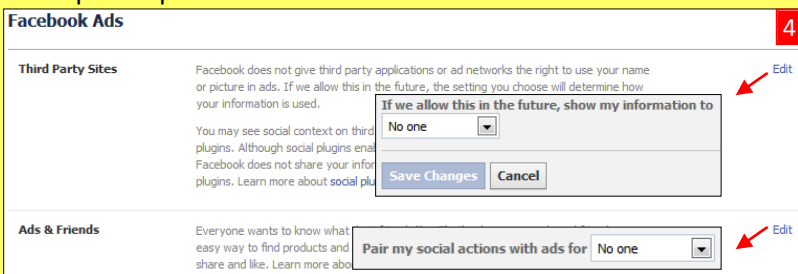 Facebook Ads
4
Third Party Sites
Edit
Facebook does not give third party applications or ad networks the right to use your name
or picture in ads. If we allow this in the future, the setting you choose will determine how
your information is used.
If we allow this in the future, show my information to
No one
You may see social context on third
plugins. Although social plugins enal
Facebook does not share your infor
plugins. Learn more about social plu
Save Changes
Cancel
Ads & Friends
Edit
Everyone wants to know what
easy way to find products and
share and like. Learn more abo
Pair my social actions with ads for
No one